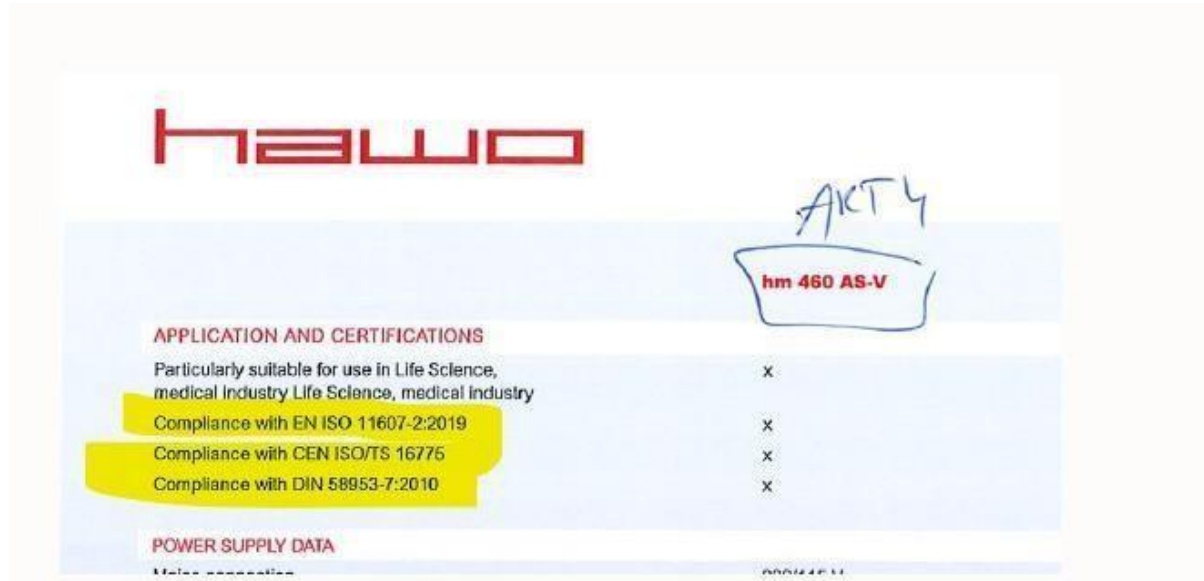 hawo
AKT 4
hm 460 AS-V
APPLICATION AND CERTIFICATIONS
Particularly suitable for use in Life Science, x
medical industry Life Science, medical industry
Compliance with EN ISO 11607-2:2019 x
Compliance with CEN ISO/TS 16775 x
Compliance with DIN 58953-7:2010 x
POWER SUPPLY DATA